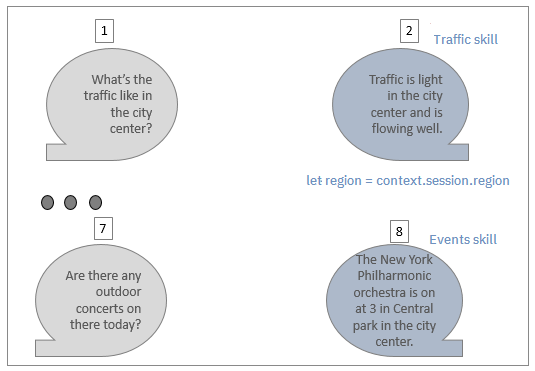 1
What's the
traffic like in
the city
center?
2
Traffic skill
Traffic is light
in the city
center and is
flowing well.
let region = context.session.region
7
Are there any
outdoor
concerts on
there today?
8
Events skill
The New York
Philharmonic
orchestra is on
at 3 in Central
park in the city
center.